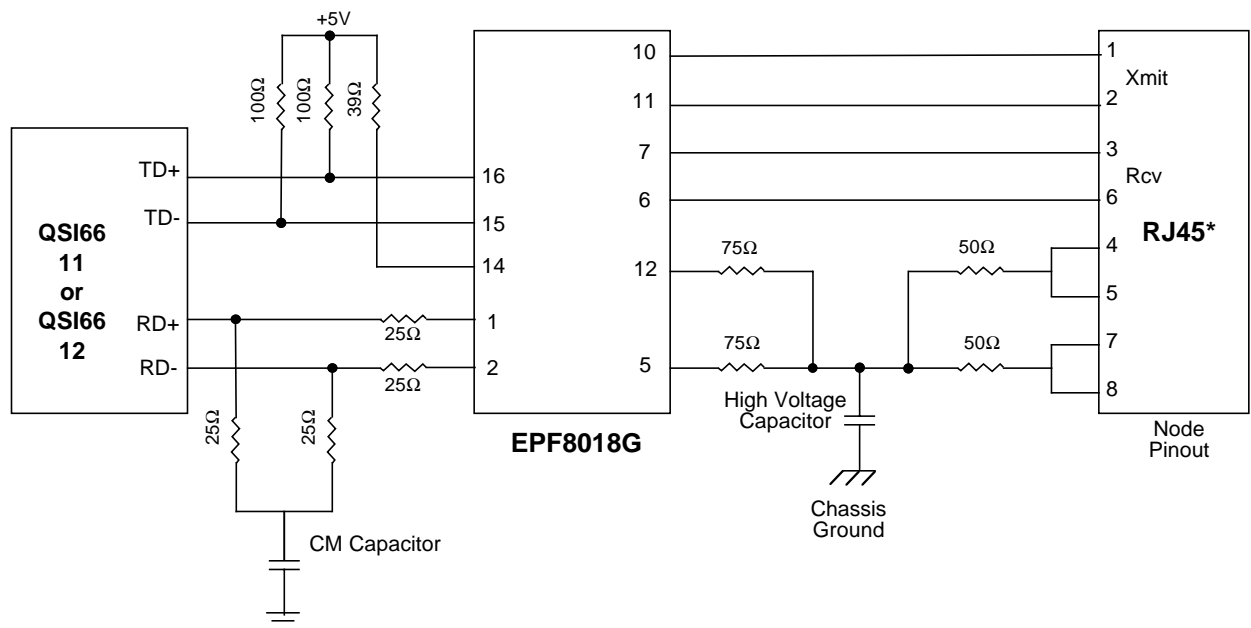 +5V
100Ω
100Ω
39Ω
QSI66
11
or
QSI66
12
TD+
TD-
RD+
RD-
25Ω
25Ω
25Ω
25Ω
CM Capacitor
16
15
14
1
2
10
11
7
6
12
5
EPF8018G
75Ω
75Ω
50Ω
50Ω
High Voltage
Capacitor
Chassis
Ground
1
Xmit
2
3
Rcv
6
RJ45*
4
5
7
8
Node
Pinout